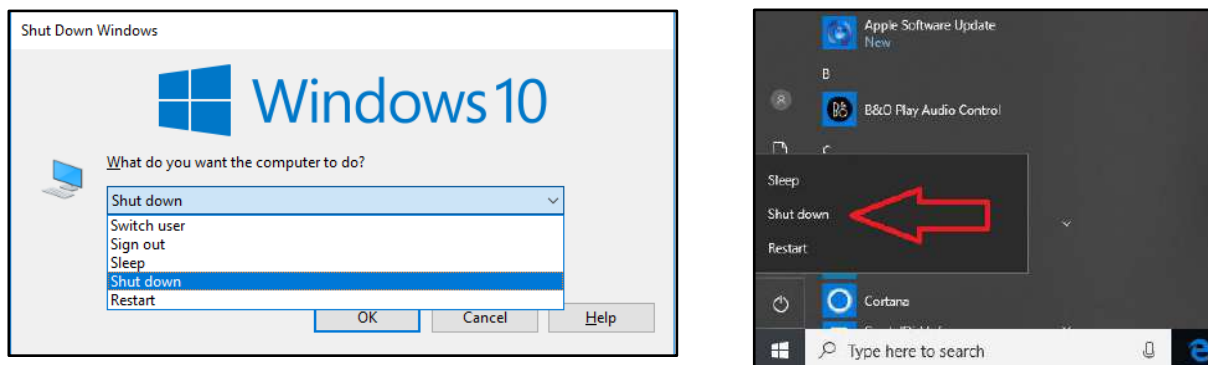 Shut Down Windows
Windows 10
What do you want the computer to do?
Shut down
Switch user
Sign out
Sleep
Shut down
Restart
OK
Cancel
Help
Apple Software Update
New
B
B&O Play Audio Control
Sleep
Shut down
Restart
Cortana
Type here to search